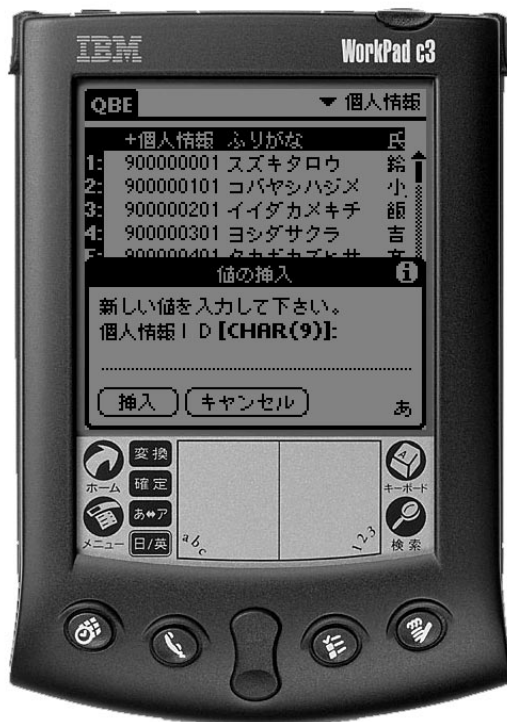 IBM WorkPad c3
QBE ▼ 個人情報
+個人情報 ふりがな 氏
1: 900000001 スズキタロウ 鈴
2: 900000101 コバヤシハジメ 小
3: 900000201 イイダカメキチ 飯
4: 900000301 ヨシダサクラ 吉
値の挿入
新しい値を入力して下さい。
個人情報ID[CHAR(9)]:
挿入 キャンセル あ
ホーム 変換 キーボード
確定
メニュー あ↔ア 検索
日/英 abc 123